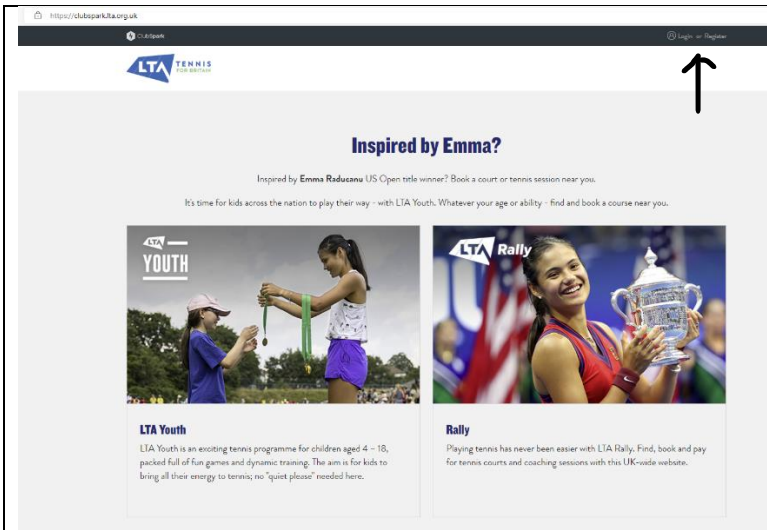 https://clubspark.lta.org.uk
ClubSpark
Login or Register
LTA TENNIS
FOR BRITAIN
Inspired by Emma?
Inspired by Emma Raducanu US Open title winner? Book a court or tennis session near you.
It's time for kids across the nation to play their way - with LTA Youth. Whatever your age or ability - find and book a course near you.
LTA
YOUTH
LTA Rally
LTA Youth
LTA Youth is an exciting tennis programme for children aged 4 – 18,
packed full of fun games and dynamic training. The aim is for kids to
bring all their energy to tennis; no "quiet please" needed here.
Rally
Playing tennis has never been easier with LTA Rally. Find, book and pay
for tennis courts and coaching sessions with this UK-wide website.